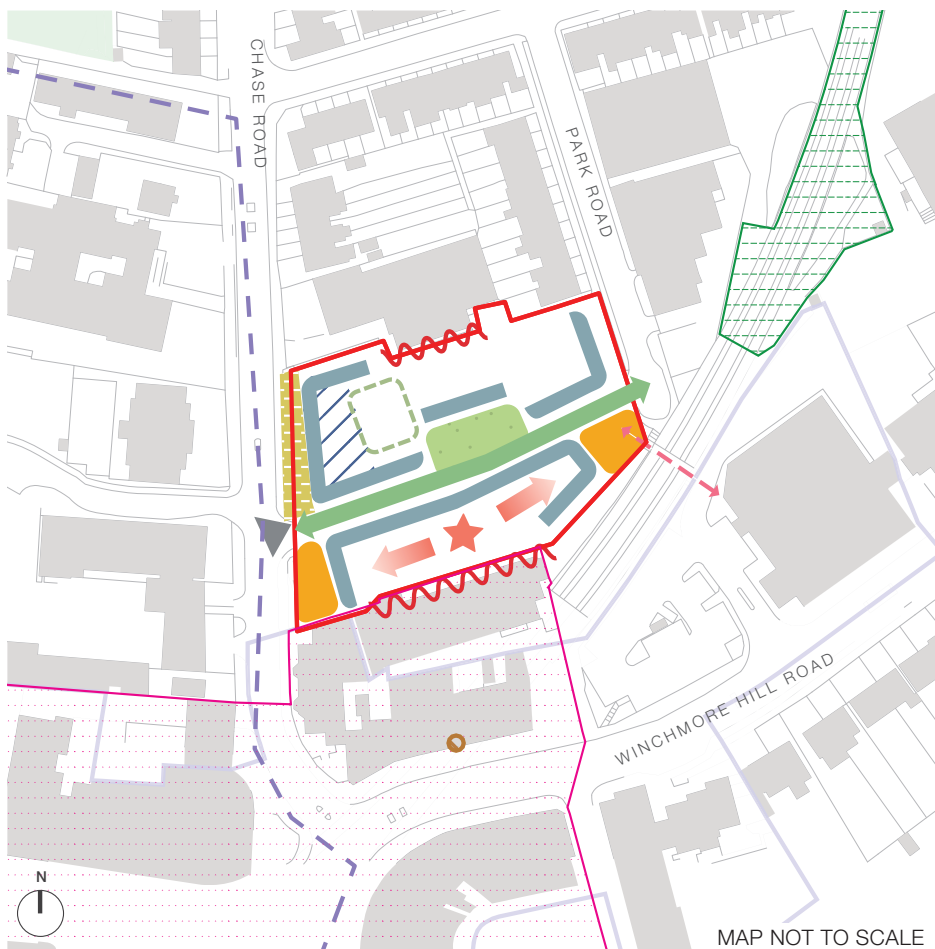 CHASE ROAD
PARK ROAD
WINCHMORE HILL ROAD
N
MAP NOT TO SCALE